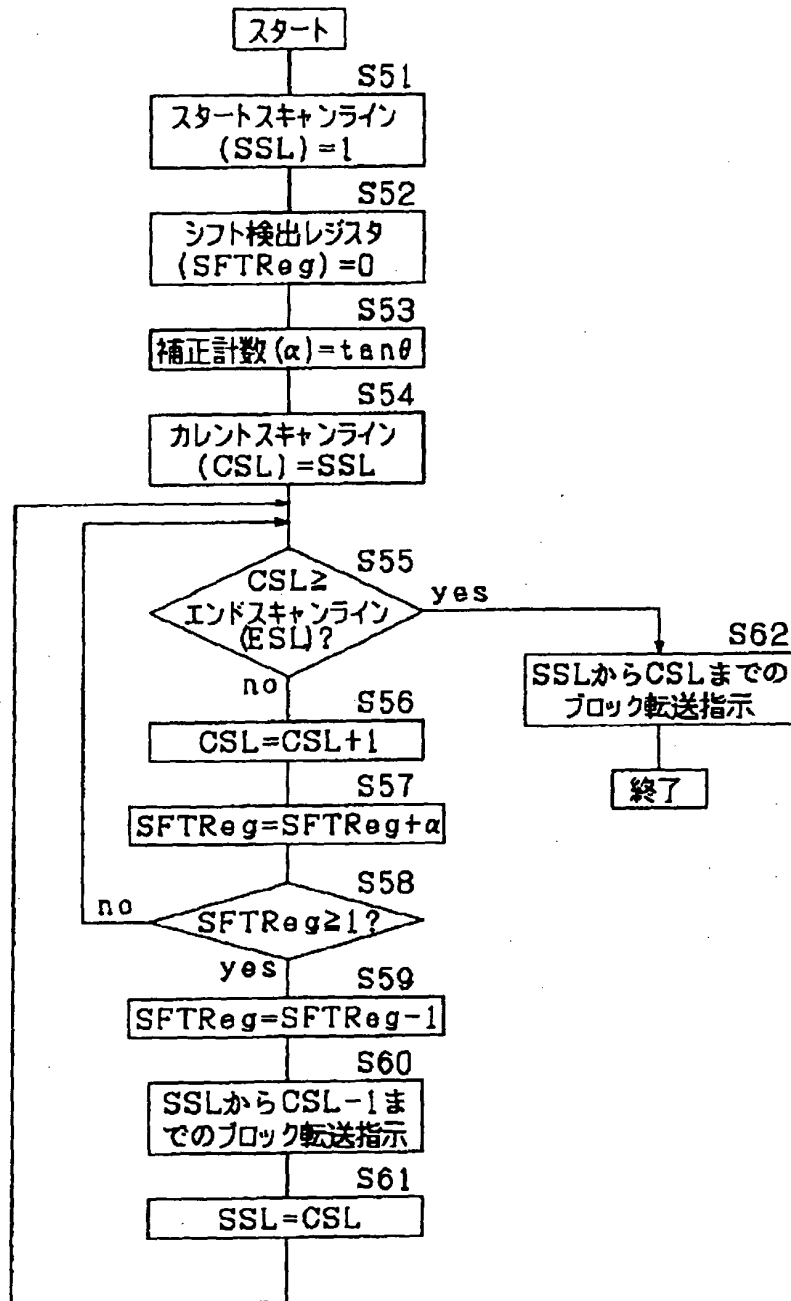 スタート
S51
スタートスキャンライン
(SSL)=1
S52
シフト検出レジスタ
(SFTReg)=0
S53
補正計数(α)=tanθ
S54
カレントスキャンライン
(CSL)=SSL
S55
CSL≧
エンドスキャンライン
(ESL)?
yes
no
S62
SSLからCSLまでの
ブロック転送指示
終了
S56
CSL=CSL+1
S57
SFTReg=SFTReg+α
S58
SFTReg≧1?
no
yes
S59
SFTReg=SFTReg-1
S60
SSLからCSL-1ま
でのブロック転送指示
S61
SSL=CSL